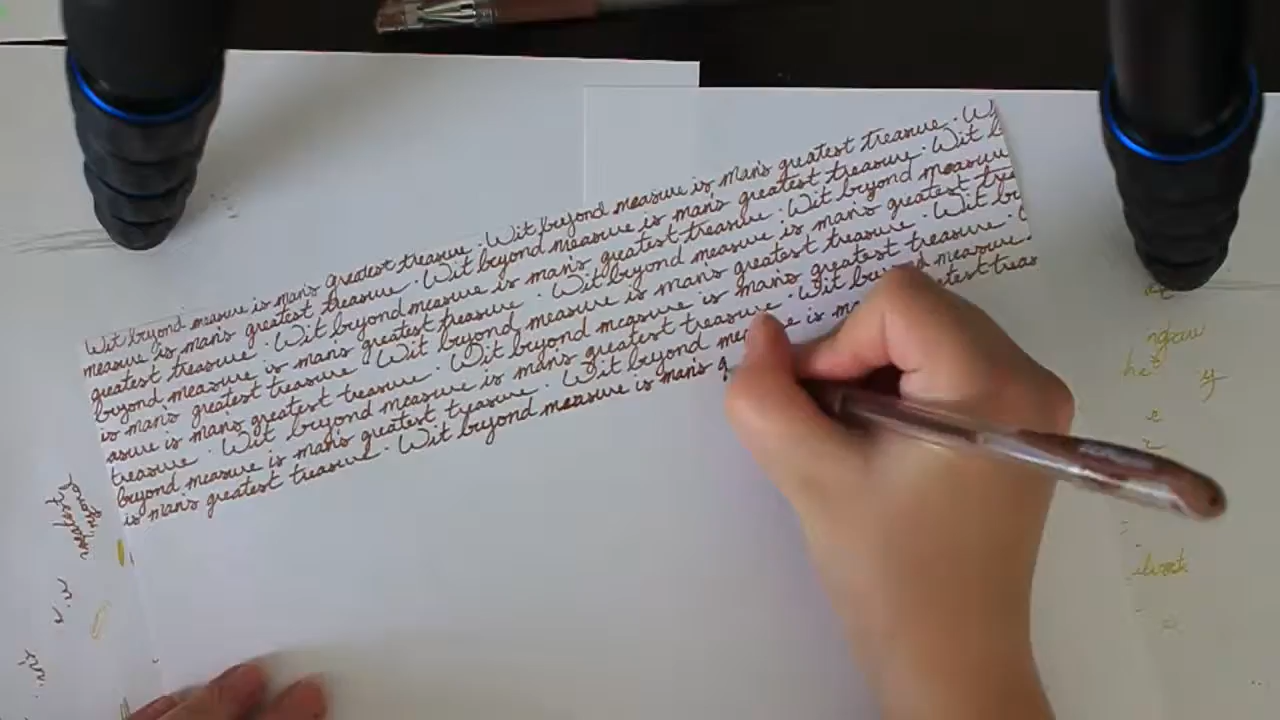 Wit beyond measure is man's greatest treasure · Wit beyond measure is man's greatest treasure · W
measure is man's greatest treasure · Wit beyond measure is man's greatest treasure · Wit b
greatest treasure · Wit beyond measure is man's greatest treasure · Wit beyond measure
beyond measure is man's greatest treasure · Wit beyond measure is man's greatest tre
is man's greatest treasure · Wit beyond measure is man's greatest treasure · Wit be
asure is man's greatest treasure · Wit beyond measure is man's greatest treasure ·
treasure · Wit beyond measure is man's greatest treasure · Wit beyond measure
beyond measure is man's greatest treasure · Wit beyond me e is ma eatest treas
is man's greatest treasure · Wit beyond measure is man's g